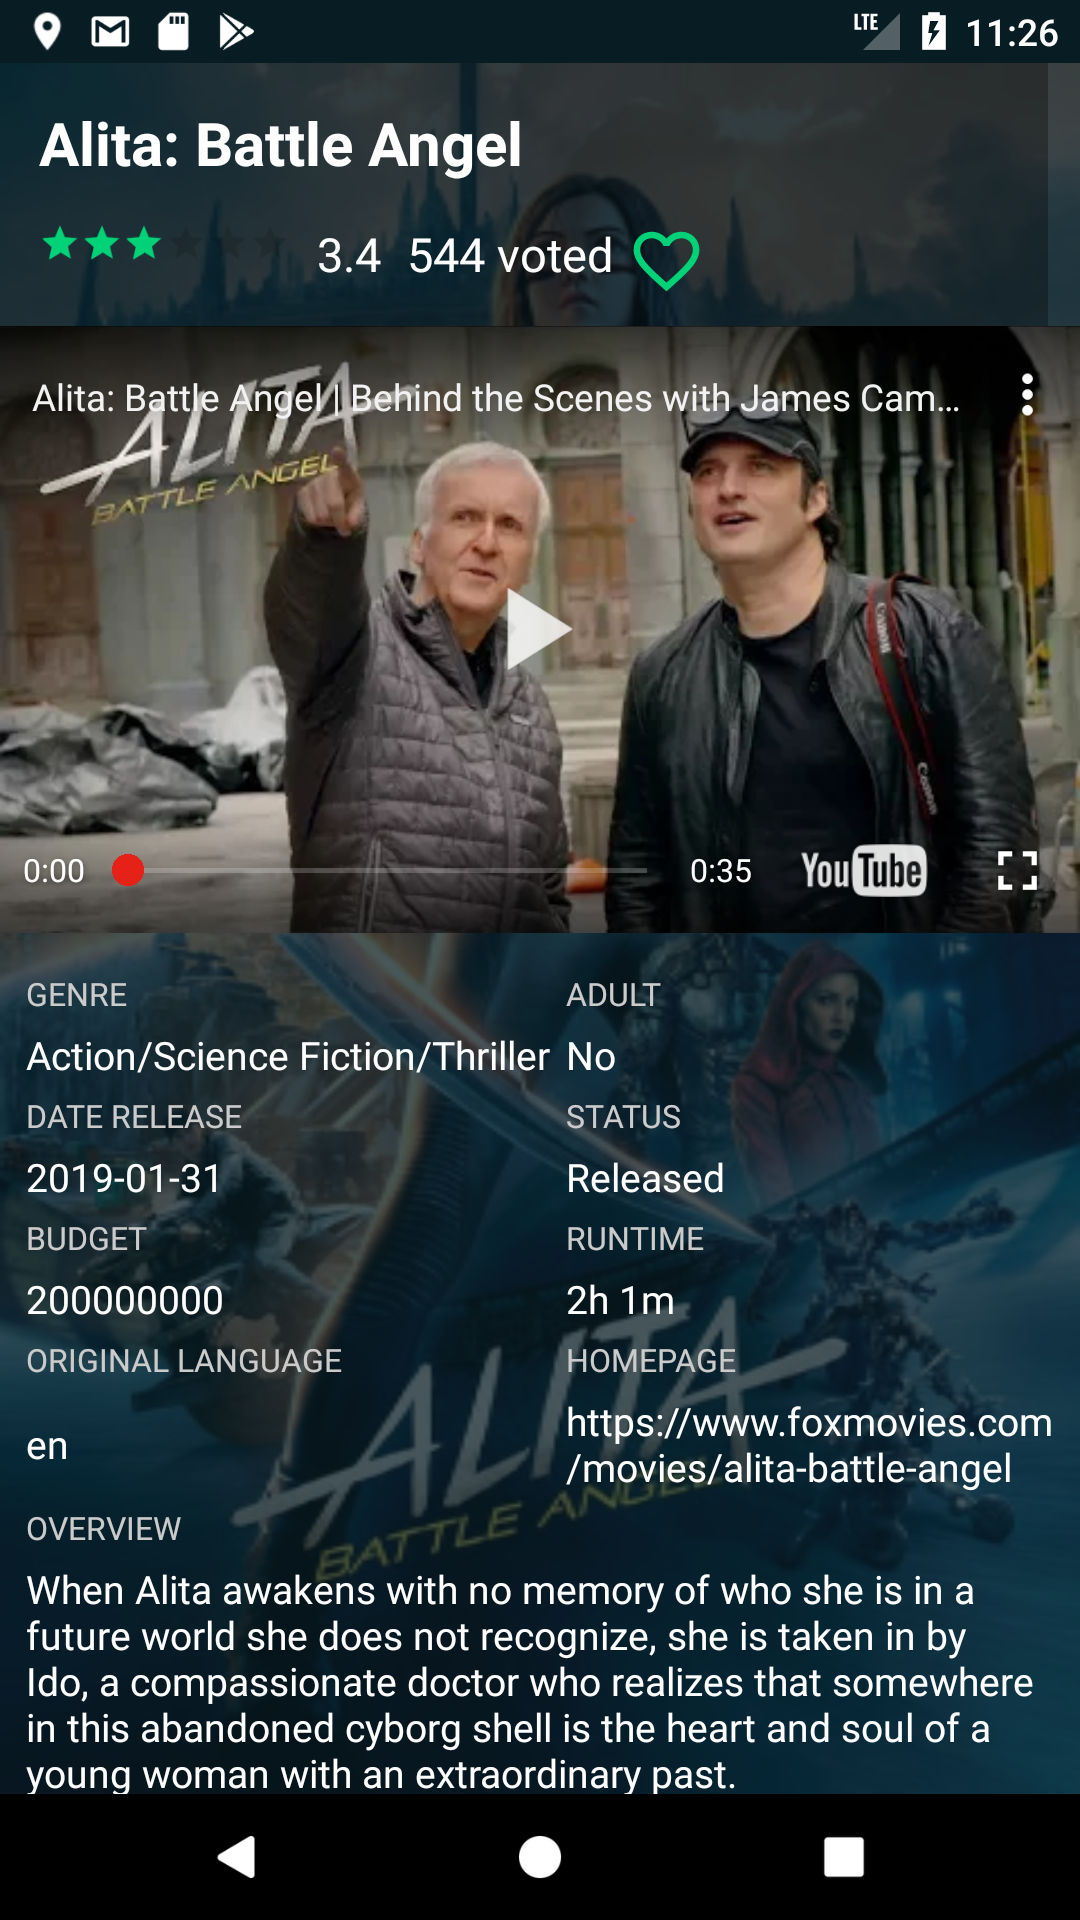 LTE 11:26
Alita: Battle Angel
3.4 544 voted
Alita: Battle Angel | Behind the Scenes with James Cam...
ALITA
BATTLE ANGEL
Canon
Canon
0:00 0:35 YouTube
GENRE ADULT
Action/Science Fiction/Thriller No
DATE RELEASE STATUS
2019-01-31 Released
BUDGET RUNTIME
200000000 2h 1m
ORIGINAL LANGUAGE HOMEPAGE
en https://www.foxmovies.com
/movies/alita-battle-angel
ALITA
BATTLE ANGEL
OVERVIEW
When Alita awakens with no memory of who she is in a
future world she does not recognize, she is taken in by
Ido, a compassionate doctor who realizes that somewhere
in this abandoned cyborg shell is the heart and soul of a
young woman with an extraordinary past.